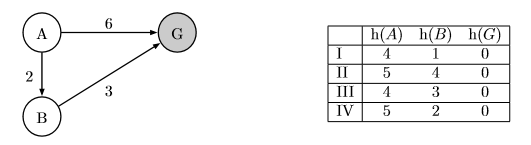 A 6 G
2
3
B
h(A) h(B) h(G)
I 4 1 0
II 5 4 0
III 4 3 0
IV 5 2 0